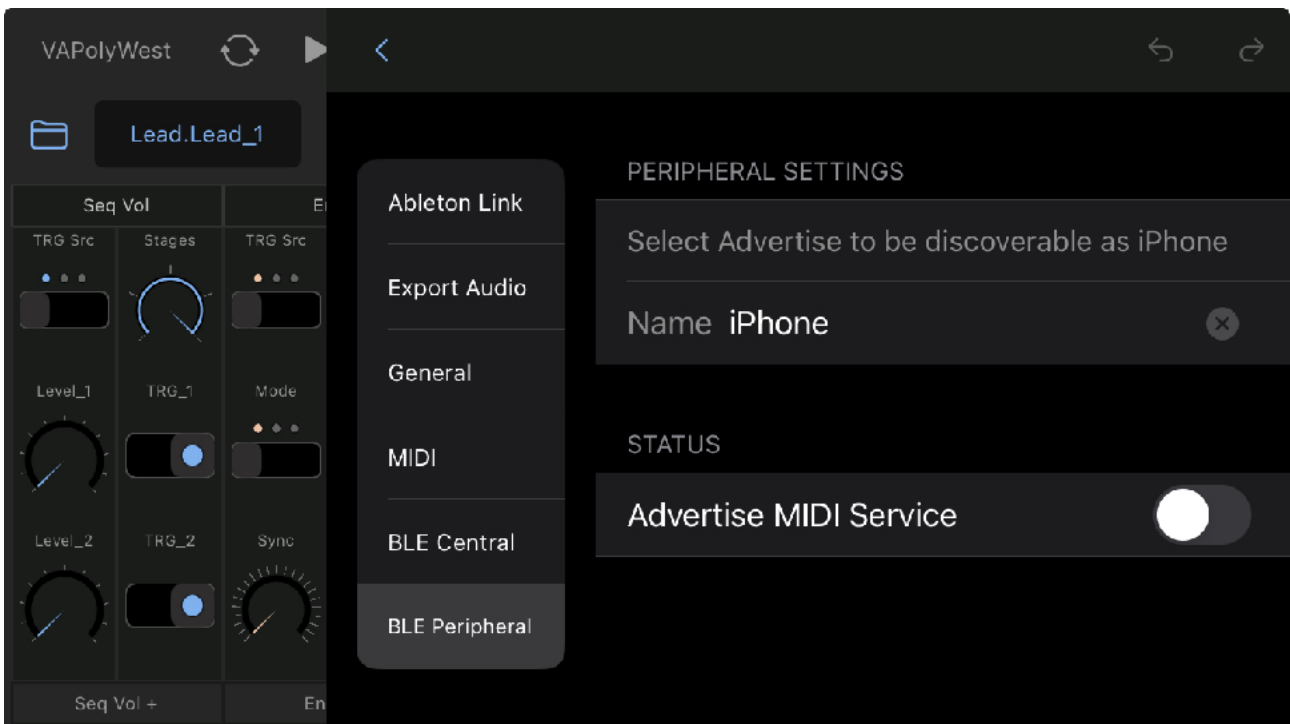 VAPolyWest
Lead.Lead_1
Seq Vol
TRG Src
Stages
TRG Src
Level_1
TRG_1
Mode
Level_2
TRG_2
Sync
Seq Vol +
Ableton Link
Export Audio
General
MIDI
BLE Central
BLE Peripheral
PERIPHERAL SETTINGS
Select Advertise to be discoverable as iPhone
Name iPhone
STATUS
Advertise MIDI Service